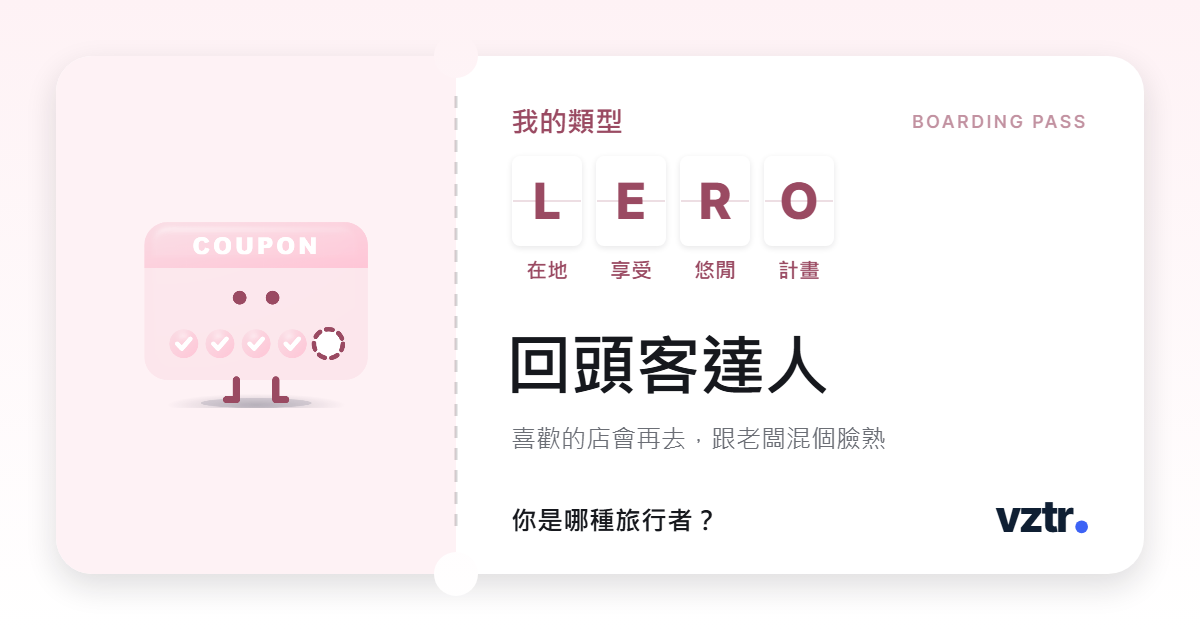 COUPON
我的類型
BOARDING PASS
L E R O
在地 享受 悠閒 計畫
回頭客達人
喜歡的店會再去，跟老闆混個臉熟
你是哪種旅行者？
vztr.